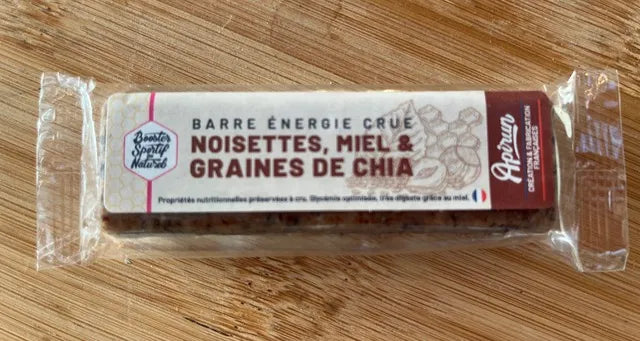 Booster
Sportif
Naturel
BARRE ÉNERGIE CRUE
NOISETTES, MIEL &
GRAINES DE CHIA
Propriétés nutritionnelles préservées à cru. Glycémie optimisée, très digeste grâce au miel.
Apirun
CRÉATION & FABRICATION
FRANÇAISES